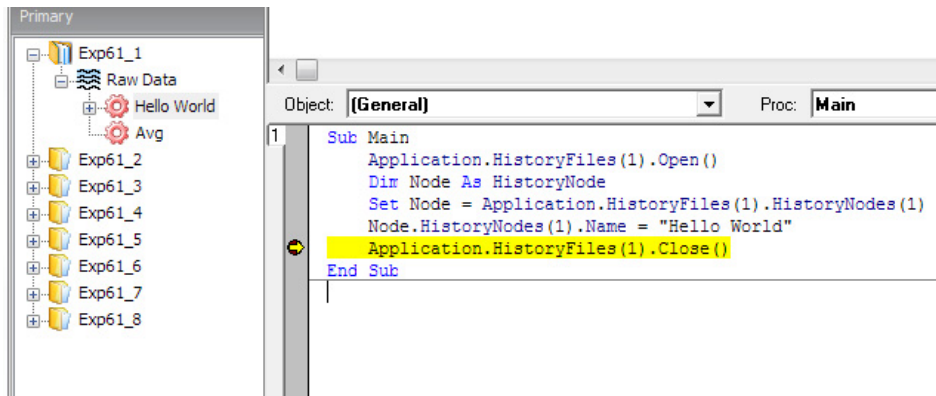 Primary
Exp61_1
Raw Data
Hello World
Avg
Exp61_2
Exp61_3
Exp61_4
Exp61_5
Exp61_6
Exp61_7
Exp61_8
Object: (General) Proc: Main
1
Sub Main
Application.HistoryFiles(1).Open()
Dim Node As HistoryNode
Set Node = Application.HistoryFiles(1).HistoryNodes(1)
Node.HistoryNodes(1).Name = "Hello World"
Application.HistoryFiles(1).Close()
End Sub